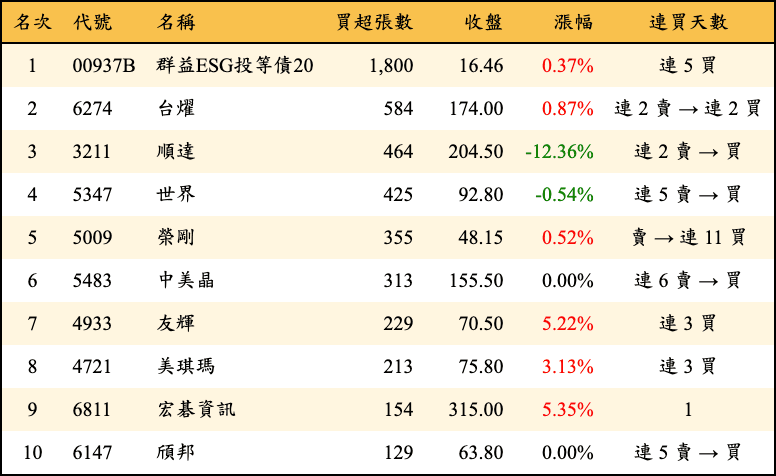 名次 代號 名稱 買超張數 收盤 漲幅 連買天數
1 00937B 群益ESG投等債20 1,800 16.46 0.37% 連 5 買
2 6274 台燿 584 174.00 0.87% 連 2 賣 → 連 2 買
3 3211 順達 464 204.50 -12.36% 連 2 賣 → 買
4 5347 世界 425 92.80 -0.54% 連 5 賣 → 買
5 5009 榮剛 355 48.15 0.52% 賣 → 連 11 買
6 5483 中美晶 313 155.50 0.00% 連 6 賣 → 買
7 4933 友輝 229 70.50 5.22% 連 3 買
8 4721 美琪瑪 213 75.80 3.13% 連 3 買
9 6811 宏碁資訊 154 315.00 5.35% 1
10 6147 頎邦 129 63.80 0.00% 連 5 賣 → 買